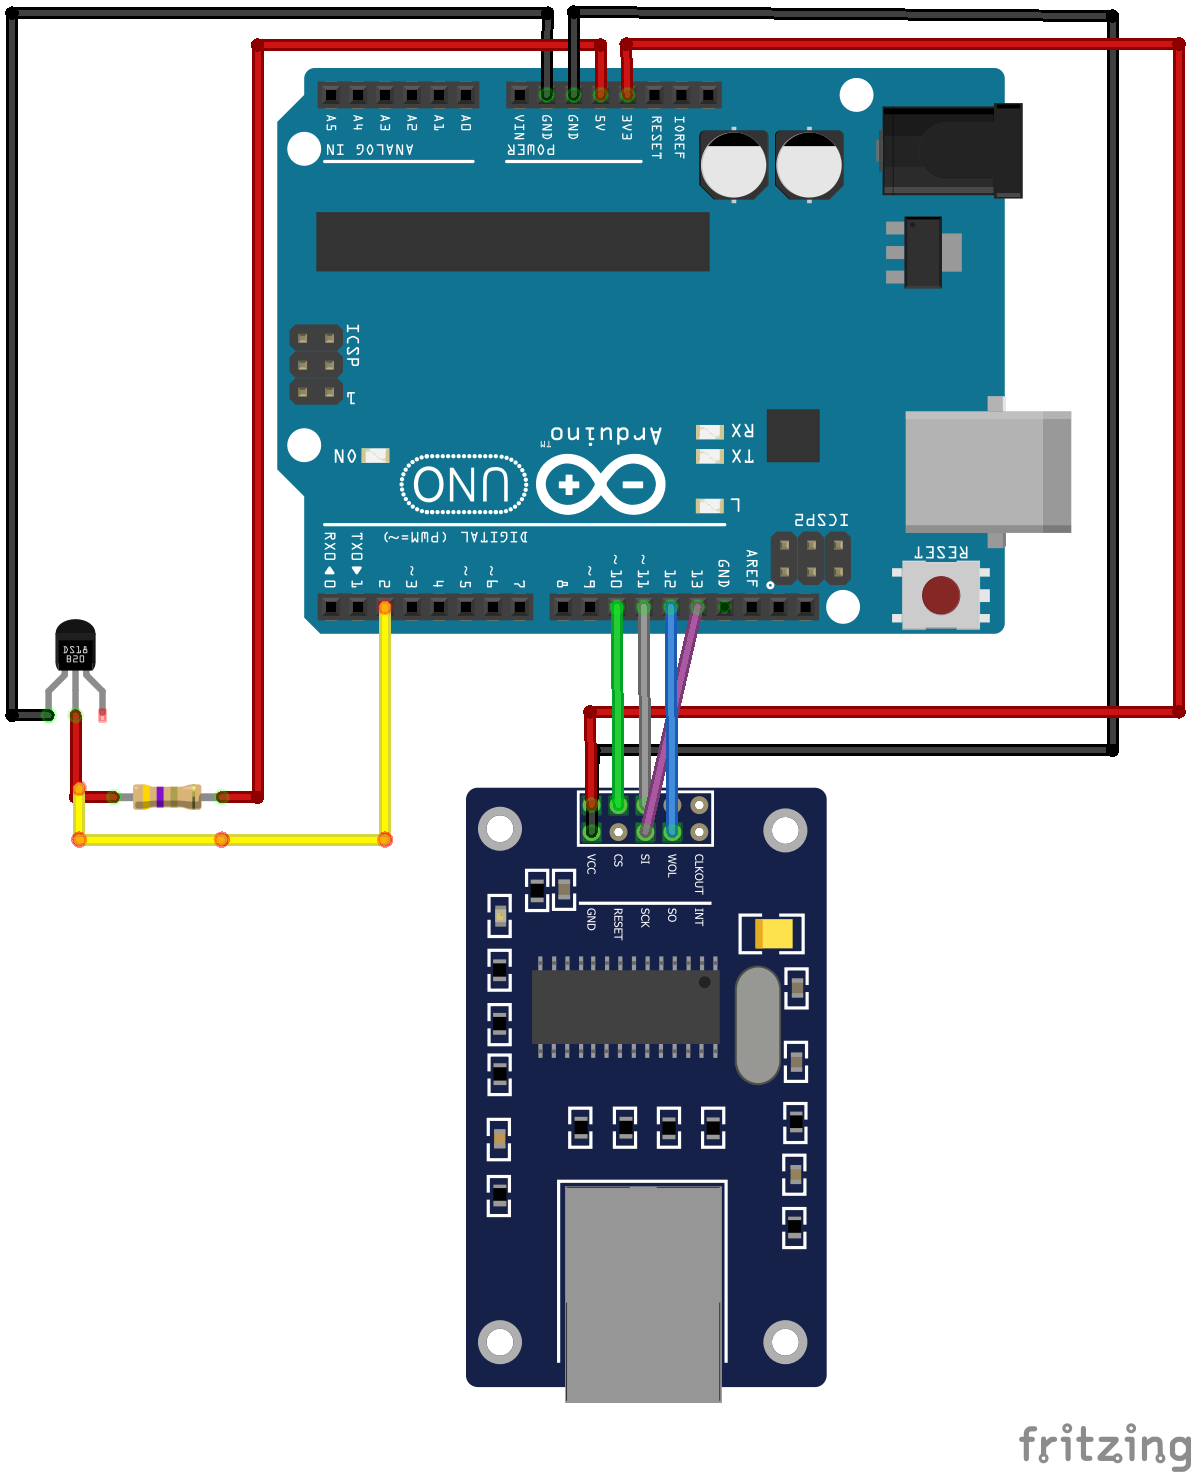 A5
A4
A3
A2
A1
A0
VIN
GND
GND
5V
3V3
RESET
IOREF
ANALOG IN
POWER
ICSP
1
Arduino
TM
RX
TX
L
ON
UNO
ICSP2
RESET
DIGITAL (PWM=~)
RX0 ◀ 0
TX0 ▶ 1
2
~3
4
~5
~6
7
8
~9
~10
~11
12
13
GND
AREF
DS18
B20
VCC
CS
SI
WOL
CLKOUT
GND
RESET
SCK
SO
INT
fritzing